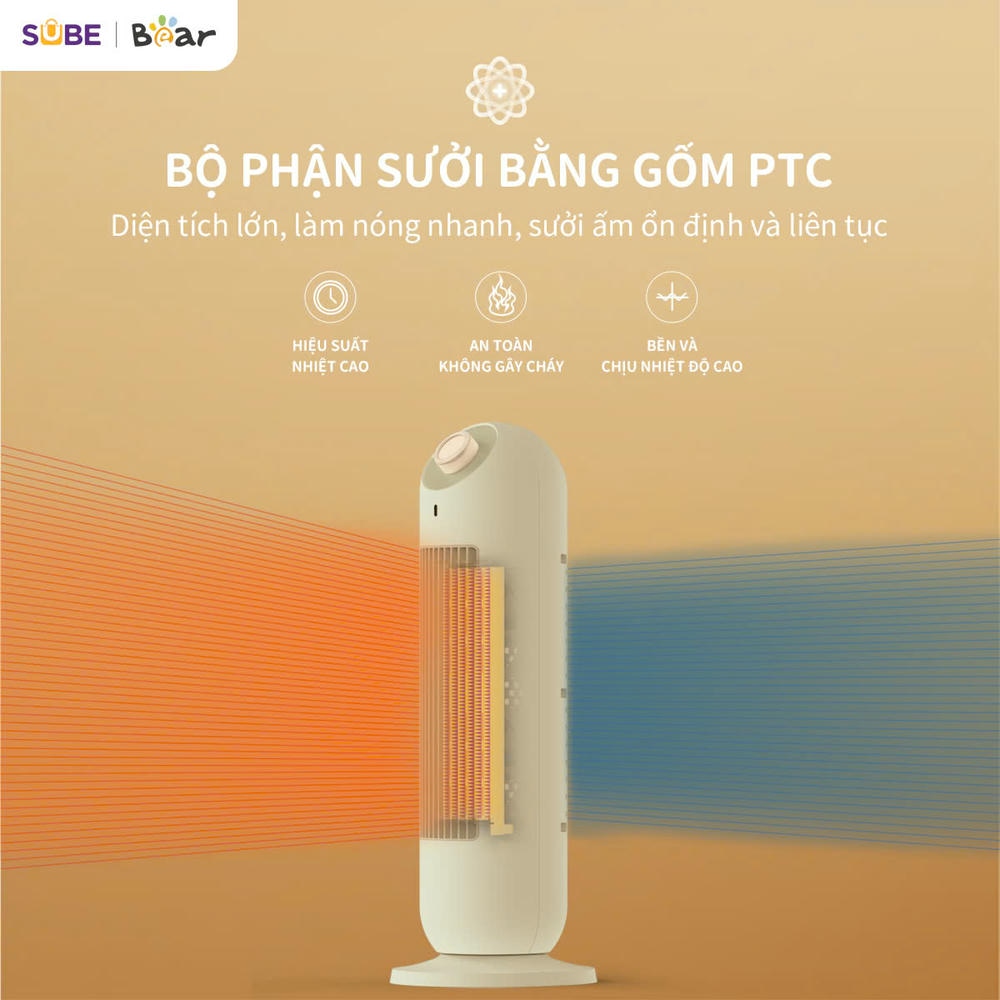 SUBE | Bear
BỘ PHẬN SƯỞI BẰNG GỐM PTC
Diện tích lớn, làm nóng nhanh, sưởi ấm ổn định và liên tục
HIỆU SUẤT
NHIỆT CAO
AN TOÀN
KHÔNG GÂY CHÁY
BỀN VÀ
CHỊU NHIỆT ĐỘ CAO